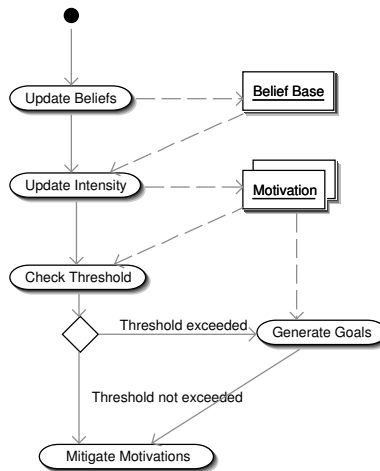 Update Beliefs
Belief Base
Update Intensity
Motivation
Check Threshold
Threshold exceeded
Generate Goals
Threshold not exceeded
Mitigate Motivations